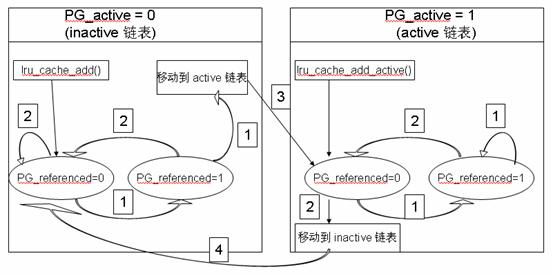 PG_active = 0
(inactive 链表)
lru_cache_add()
移动到 active 链表
2
2
1
PG_referenced=0
PG_referenced=1
1
4
3
PG_active = 1
(active 链表)
lru_cache_add_active()
2
1
PG_referenced=0
PG_referenced=1
2
1
移动到 inactive 链表